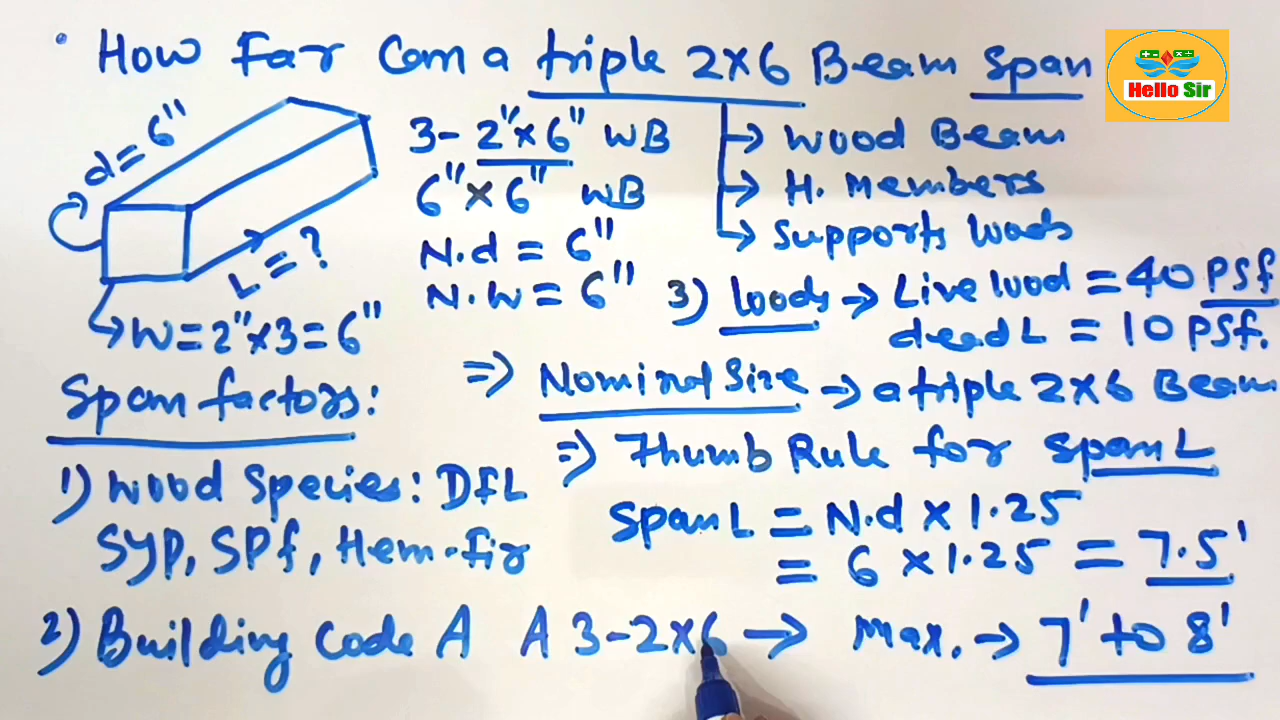 How Far Can a triple 2x6 Beam Span
Hello Sir
d = 6"
L = ?
W = 2"x3 = 6"
3 - 2"x6" WB
6"x6" WB
N.d = 6"
N.W = 6"
→ Wood Beam
→ H. Members
→ Supports loads
3) loads → Live load = 40 PSf
dead L = 10 PSf.
⇒ Nominal Size → a triple 2x6 Beam
Span factors:
1) Wood Species: DFL
SYP, SPf, Hem-fir
2) Building Code A
⇒ Thumb Rule for Span L
Span L = N.d x 1.25
= 6 x 1.25 = 7.5'
A 3-2x6 → Max. → 7' to 8'